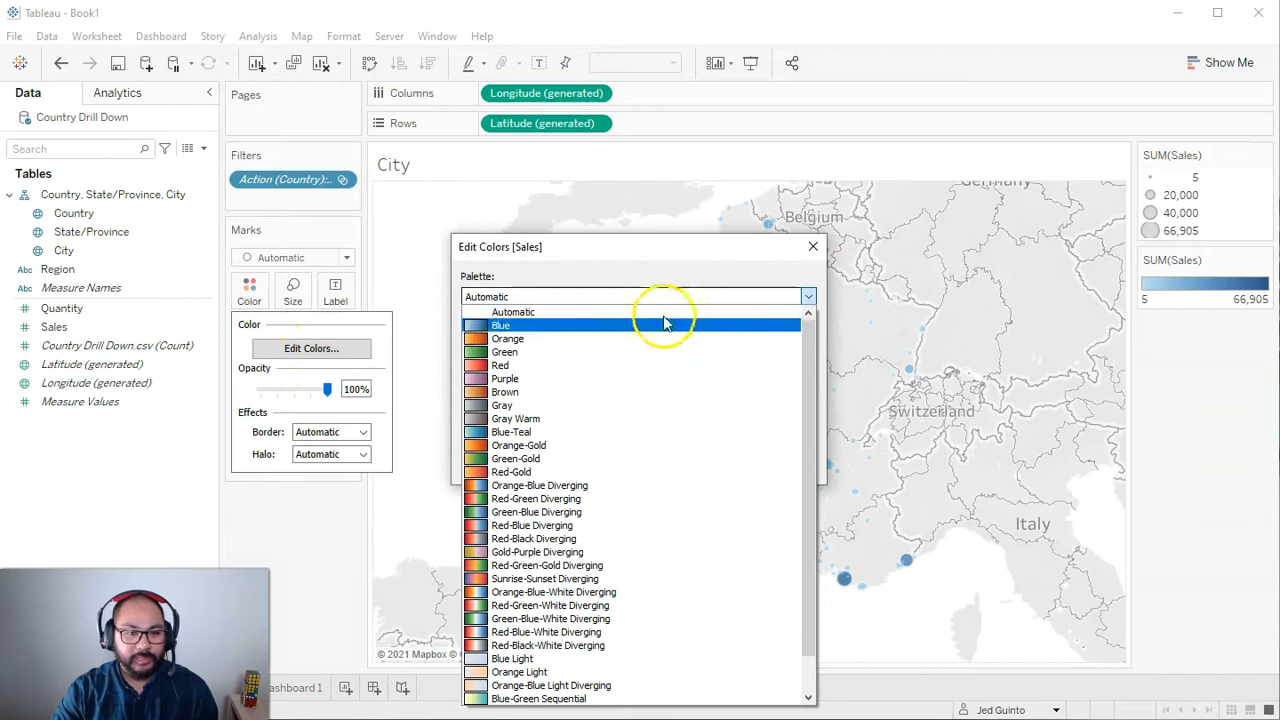 Tableau - Book1
File Data Worksheet Dashboard Story Analysis Map Format Server Window Help
Show Me
Data Analytics
Country Drill Down
Search
Tables
Country, State/Province, City
Country
State/Province
City
Abc Region
Abc Measure Names
Quantity
Sales
Country Drill Down.csv (Count)
Latitude (generated)
Longitude (generated)
Measure Values
Pages
Filters
Action (Country):..
Marks
Automatic
Color Size Label
Color
Edit Colors...
Opacity
100%
Effects
Border: Automatic
Halo: Automatic
Columns Longitude (generated)
Rows Latitude (generated)
City
Belgium
Switzerland
Italy
© 2021 Mapbox ©
Edit Colors [Sales]
Palette:
Automatic
Automatic
Blue
Orange
Green
Red
Purple
Brown
Gray
Gray Warm
Blue-Teal
Orange-Gold
Green-Gold
Red-Gold
Orange-Blue Diverging
Red-Green Diverging
Green-Blue Diverging
Red-Blue Diverging
Red-Black Diverging
Gold-Purple Diverging
Red-Green-Gold Diverging
Sunrise-Sunset Diverging
Orange-Blue-White Diverging
Red-Green-White Diverging
Green-Blue-White Diverging
Red-Blue-White Diverging
Red-Black-White Diverging
Blue Light
Orange Light
Orange-Blue Light Diverging
Blue-Green Sequential
SUM(Sales)
5
20,000
40,000
66,905
SUM(Sales)
5 66,905
Dashboard 1
Jed Guinto